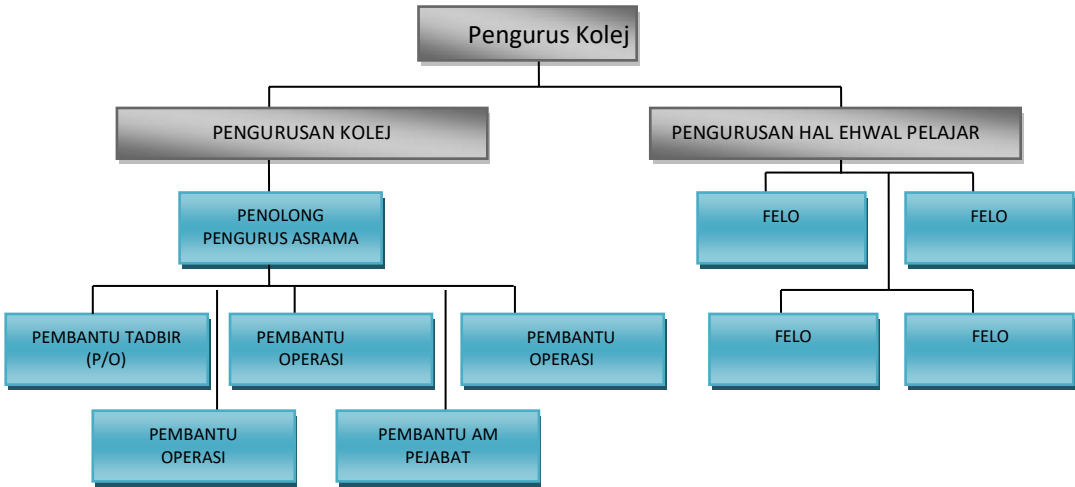 Pengurus Kolej
PENGURUSAN KOLEJ
PENGURUSAN HAL EHWAL PELAJAR
PENOLONG
PENGURUS ASRAMA
FELO
FELO
PEMBANTU TADBIR
(P/O)
PEMBANTU
OPERASI
PEMBANTU
OPERASI
FELO
FELO
PEMBANTU
OPERASI
PEMBANTU AM
PEJABAT